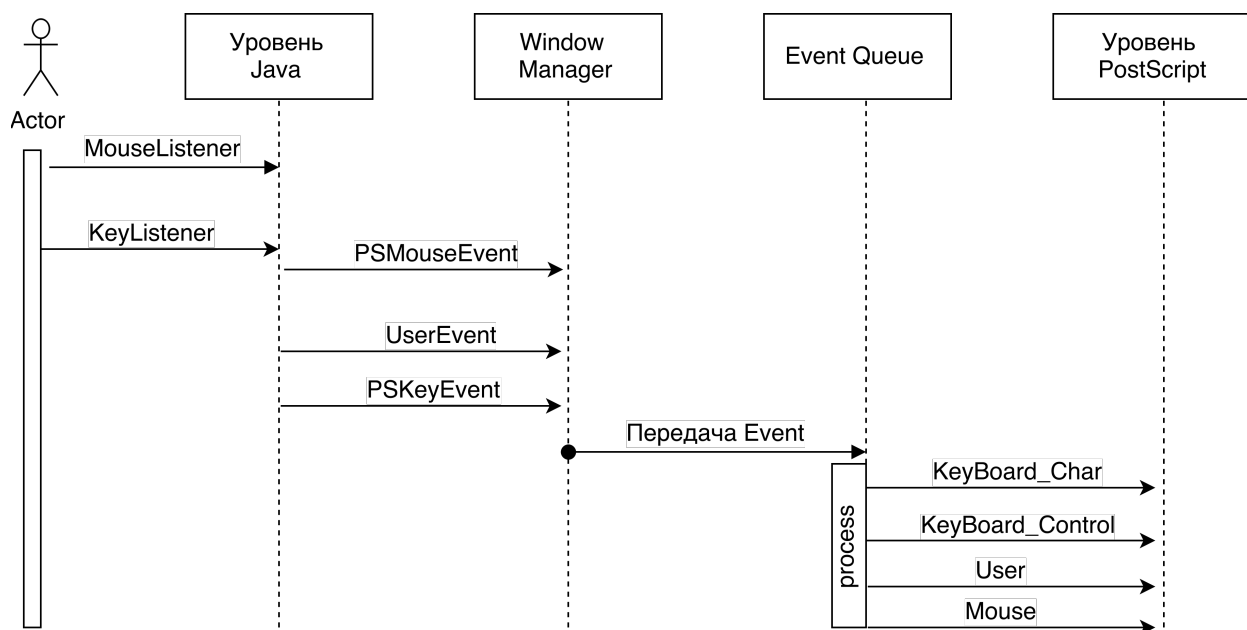 Уровень
Java
Window
Manager
Event Queue
Уровень
PostScript
Actor
MouseListener
KeyListener
PSMouseEvent
UserEvent
PSKeyEvent
Передача Event
process
KeyBoard_Char
KeyBoard_Control
User
Mouse